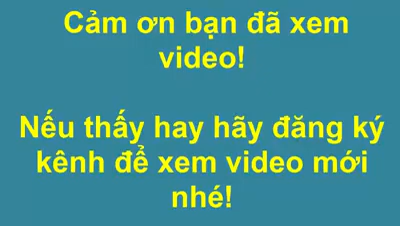 Cảm ơn bạn đã xem
video!
Nếu thấy hay hãy đăng ký
kênh để xem video mới
nhé!